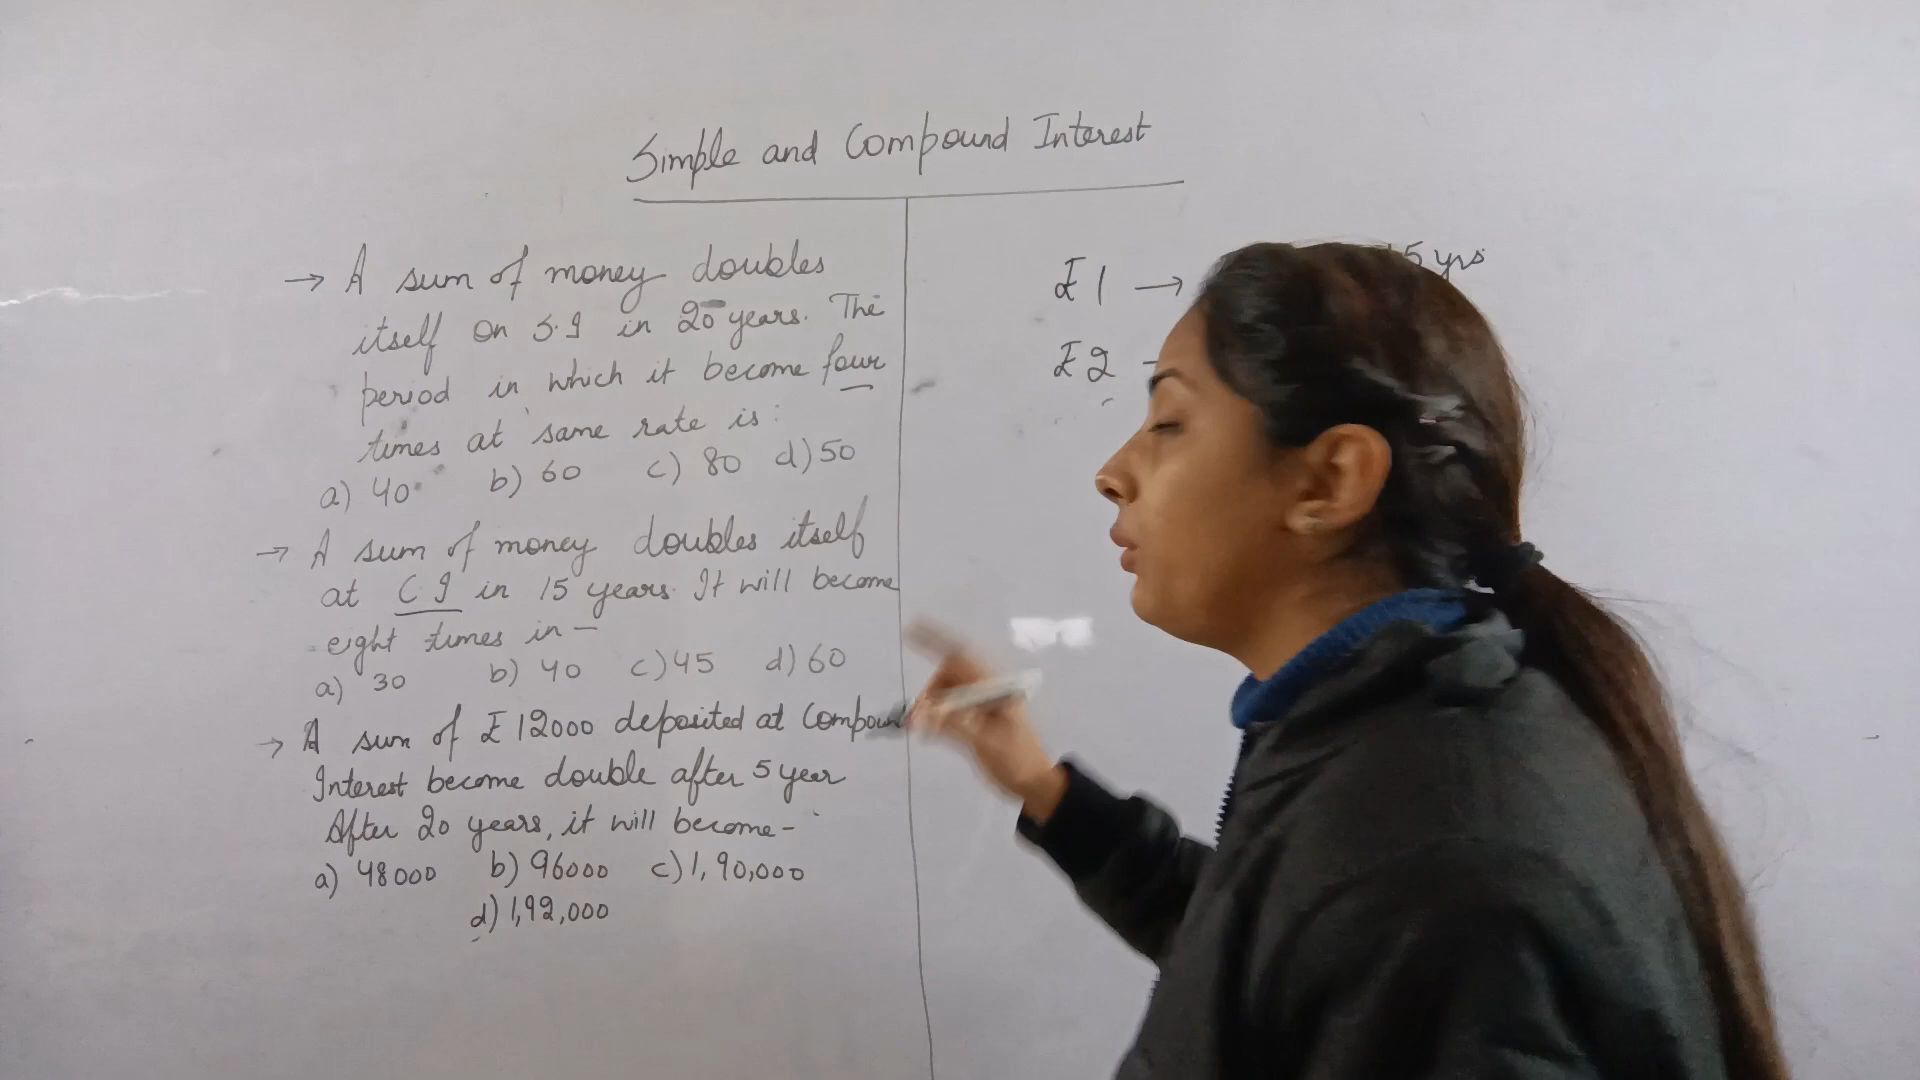 Simple and Compound Interest
→ A sum of money doubles
itself on S.I in 20 years. The
period in which it become four
times at same rate is:
a) 40 b) 60 c) 80 d) 50
→ A sum of money doubles itself
at C I in 15 years. It will become
eight times in —
a) 30 b) 40 c) 45 d) 60
→ A sum of ₹ 12000 deposited at Compound
Interest become double after 5 year
After 20 years, it will become -
a) 48000 b) 96000 c) 1,90,000
d) 1,92,000
₹ 1 → 5 yrs
₹ 2